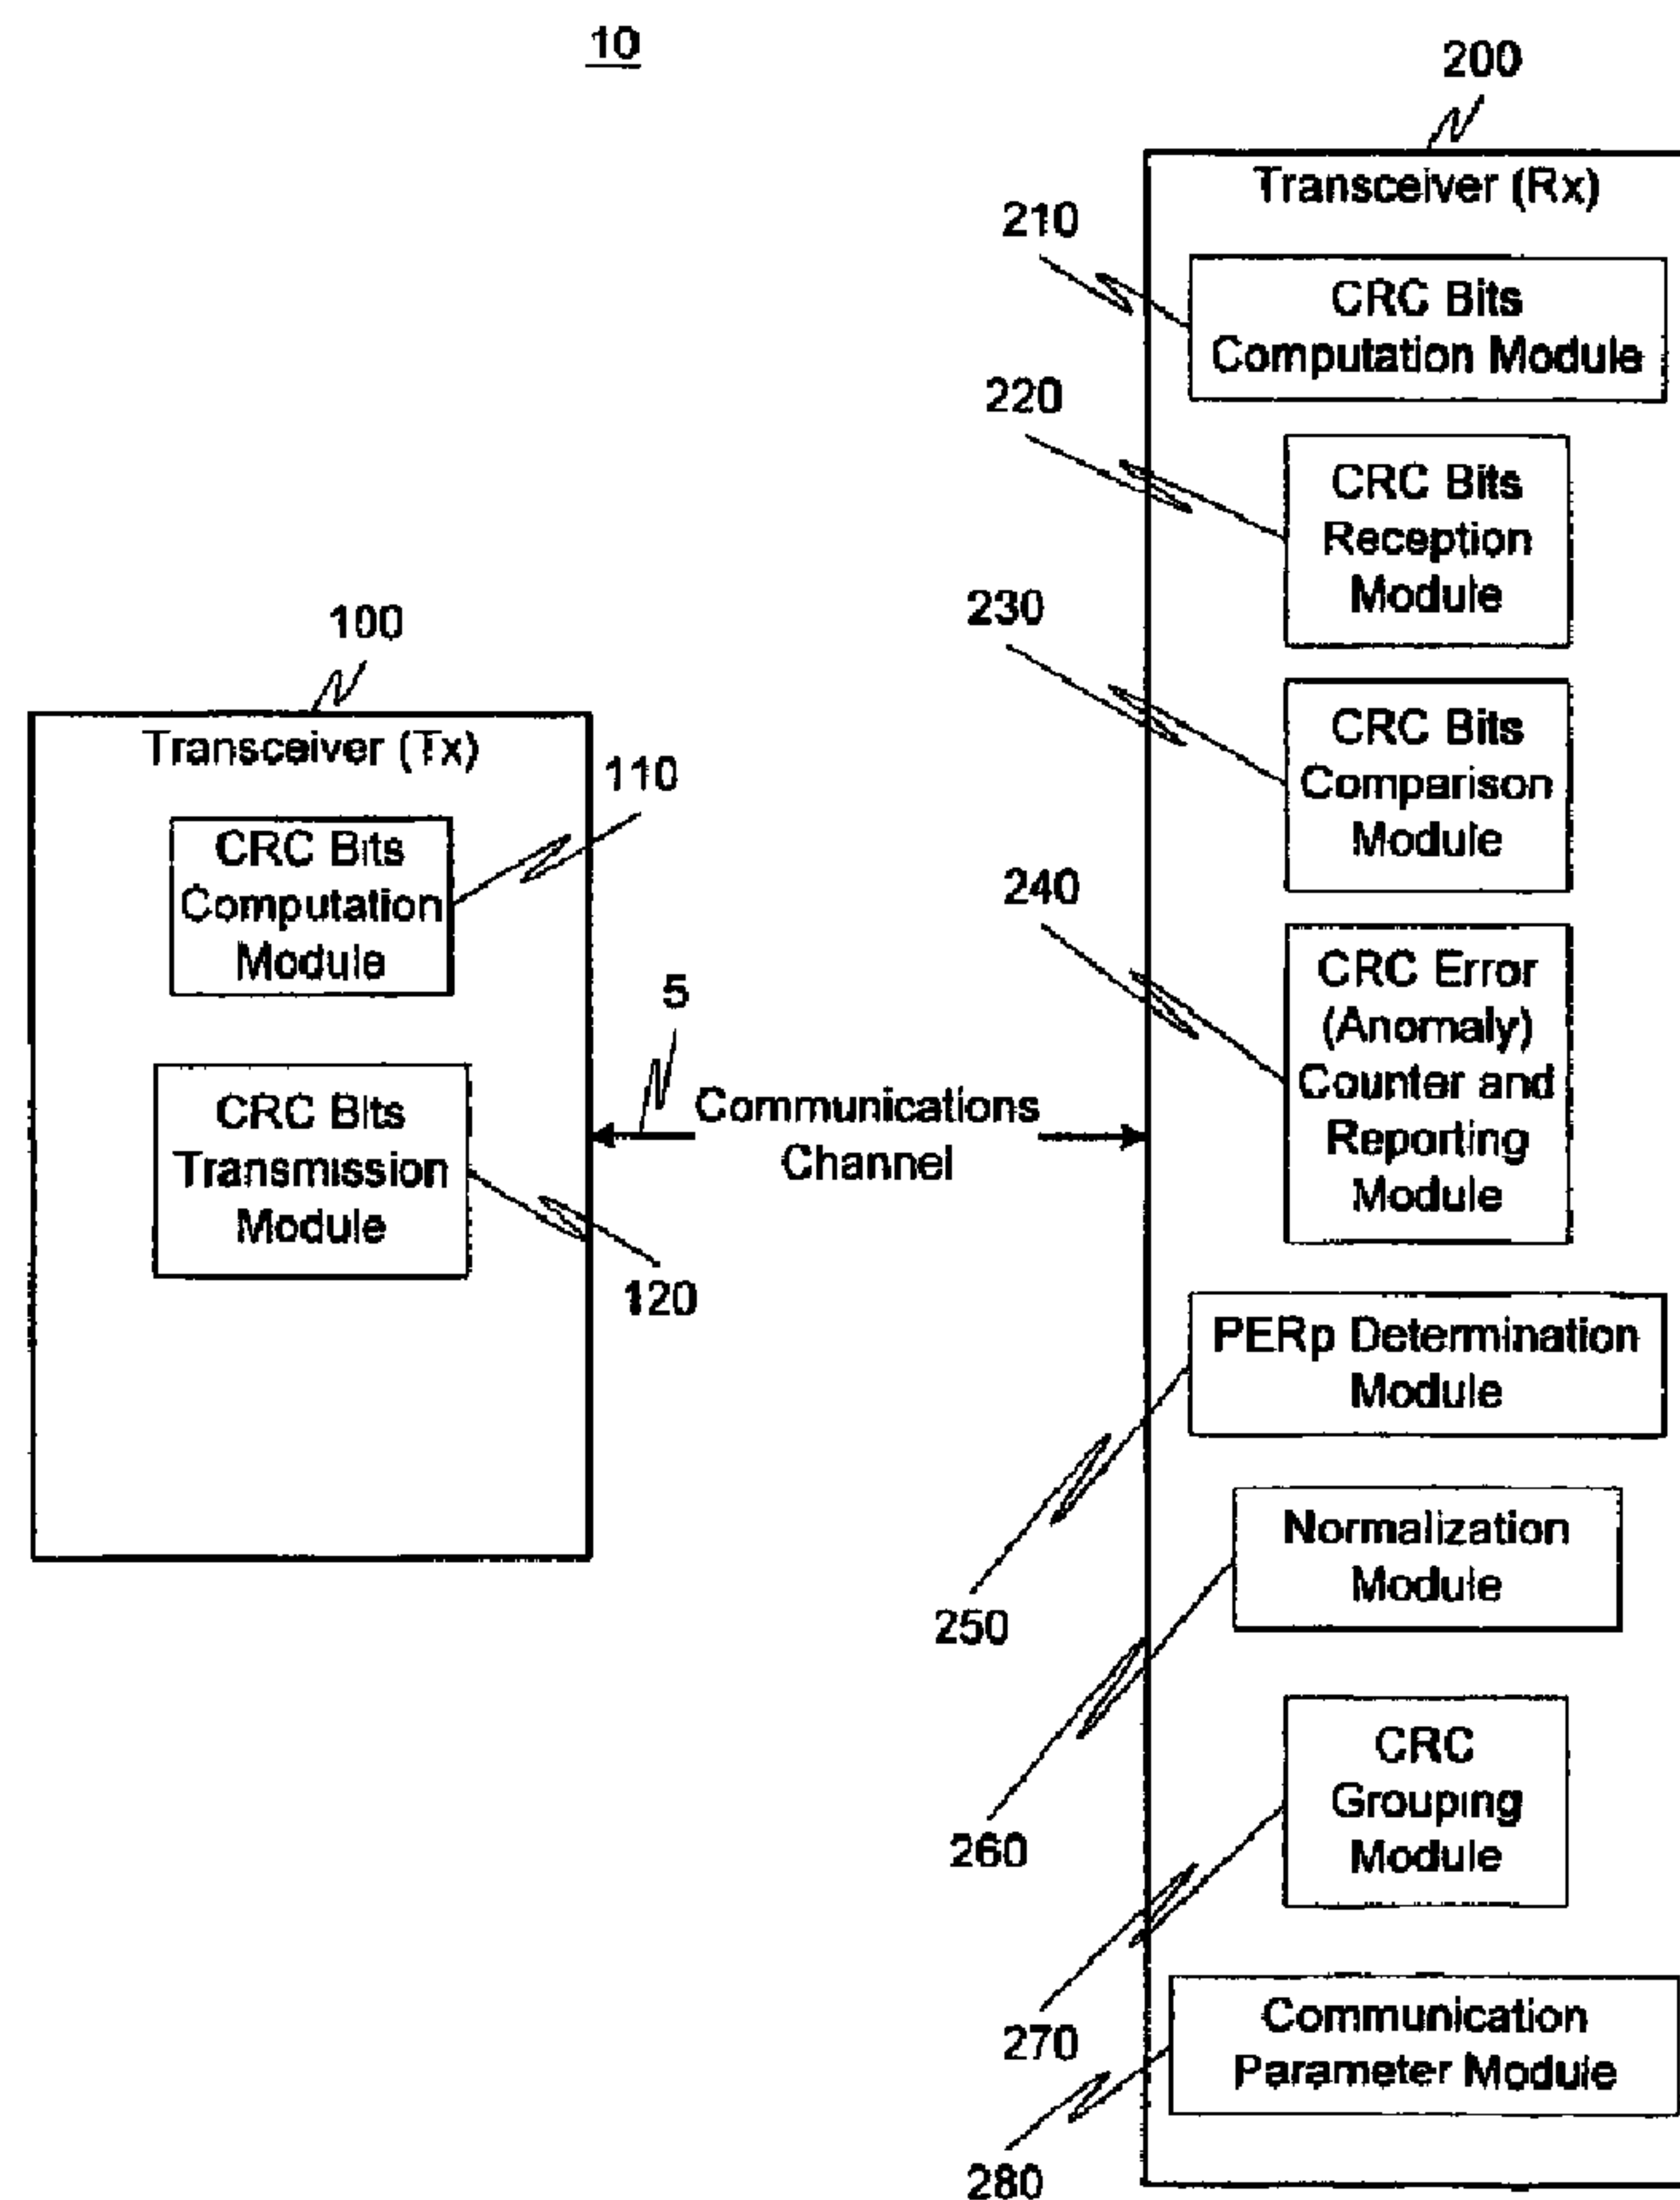 10
200
Transceiver (Rx)
210
CRC Bits
Computation Module
220
CRC Bits
Reception
Module
230
CRC Bits
Comparison
Module
240
CRC Error
(Anomaly)
Counter and
Reporting
Module
PERp Determination
Module
250
Normalization
Module
260
CRC
Grouping
Module
270
Communication
Parameter Module
280
100
Transceiver (Tx)
110
CRC Bits
Computation
Module
CRC Bits
Transmission
Module
120
5
Communications
Channel